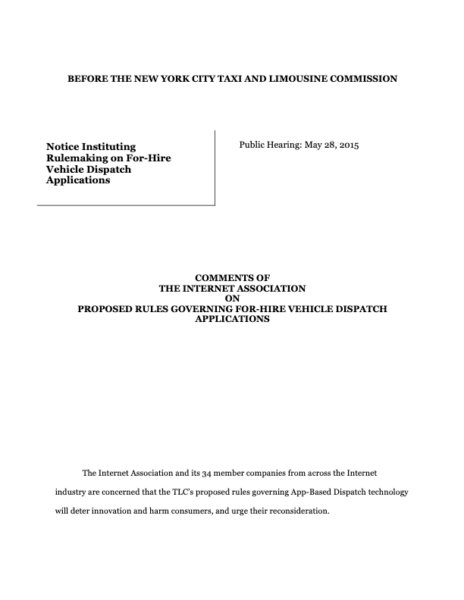 BEFORE THE NEW YORK CITY TAXI AND LIMOUSINE COMMISSION
Notice Instituting
Rulemaking on For-Hire
Vehicle Dispatch
Applications
Public Hearing: May 28, 2015
COMMENTS OF
THE INTERNET ASSOCIATION
ON
PROPOSED RULES GOVERNING FOR-HIRE VEHICLE DISPATCH
APPLICATIONS
The Internet Association and its 34 member companies from across the Internet
industry are concerned that the TLC's proposed rules governing App-Based Dispatch technology
will deter innovation and harm consumers, and urge their reconsideration.